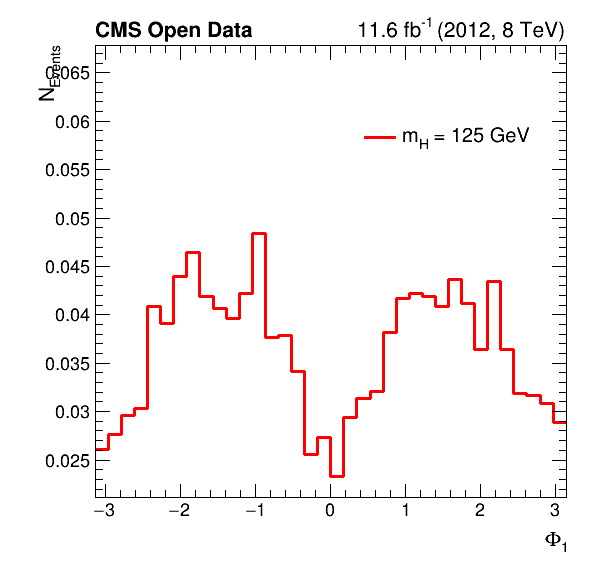 CMS Open Data 11.6 fb-1 (2012, 8 TeV)
NEvents
0.065
0.06
0.055
0.05
0.045
0.04
0.035
0.03
0.025
mH = 125 GeV
−3 −2 −1 0 1 2 3
Φ1